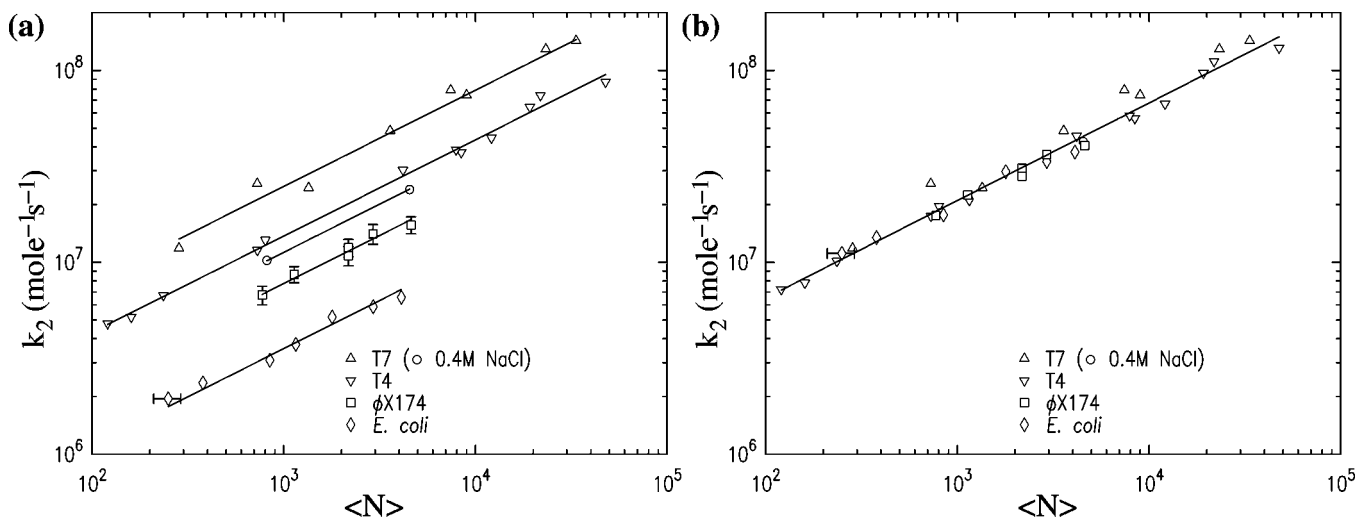 (a)
10⁸
10⁷
10⁶
k₂ (mole⁻¹s⁻¹)
T7 (○ 0.4M NaCl)
T4
ϕX174
E. coli
10² 10³ 10⁴ 10⁵
<N>
(b)
10⁸
10⁷
10⁶
k₂ (mole⁻¹s⁻¹)
T7 (○ 0.4M NaCl)
T4
ϕX174
E. coli
10² 10³ 10⁴ 10⁵
<N>